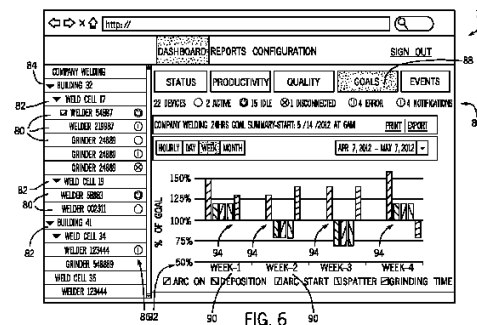 http://
DASHBOARD REPORTS CONFIGURATION SIGN OUT
84
COMPANY WELDING
BUILDING 32
82
WELD CELL 17
80
WELDER 54987
WELDER 219987
GRINDER 24889
GRINDER 24889
GRINDER 24889
82
WELD CELL 19
80
WELDER 58883
WELDER 002311
BUILDING 41
82
WELD CELL 34
WELDER 123444
GRINDER 548889
WELD CELL 35
WELDER 123444
86
STATUS PRODUCTIVITY QUALITY GOALS EVENTS
88
22 DEVICES 2 ACTIVE 15 IDLE 1 DISCONNECTED 4 ERROR 4 NOTIFICATIONS
COMPANY WELDING 24HRS GOAL SUMMARY-START: 5 /14 /2012 AT 6AM PRINT EXPORT
HOURLY DAY WEEK MONTH APR 7, 2012 - MAY 7, 2012
% OF GOAL
150%
125%
100%
75%
50%
94 94 94 94
WEEK-1 WEEK-2 WEEK-3 WEEK-4
92
ARC ON DEPOSITION ARC START SPATTER GRINDING TIME
90 90
FIG. 6